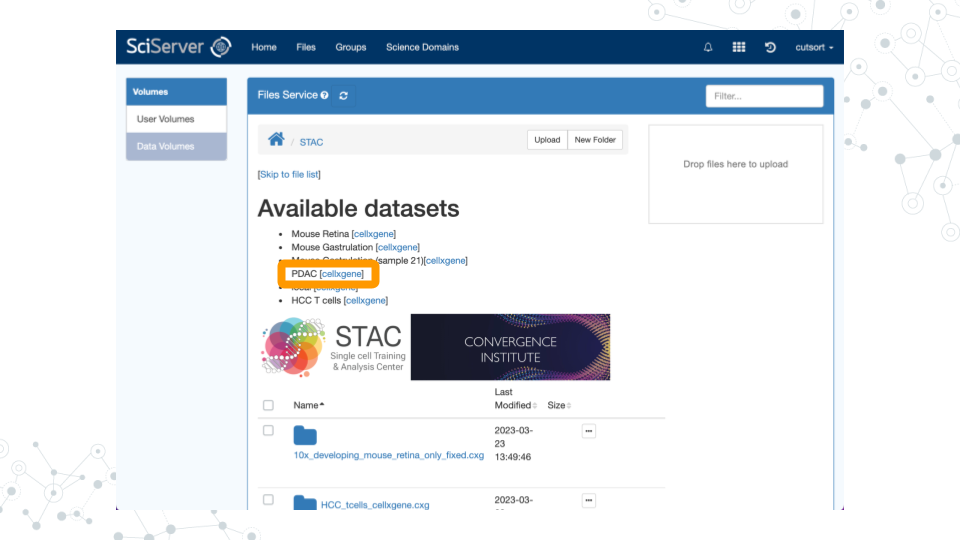 SciServer
Home Files Groups Science Domains
cutsort
Volumes
User Volumes
Data Volumes
Files Service
Filter...
/ STAC
Upload New Folder
Drop files here to upload
[Skip to file list]
Available datasets
Mouse Retina [cellxgene]
Mouse Gastrulation [cellxgene]
Mouse Gastrulation (sample 21)[cellxgene]
PDAC [cellxgene]
[cellxgene]
HCC T cells [cellxgene]
STAC
Single cell Training
& Analysis Center
CONVERGENCE
INSTITUTE
Name
Last
Modified Size
2023-03-
23
13:49:46
10x_developing_mouse_retina_only_fixed.cxg
HCC_tcells_cellxgene.cxg
2023-03-